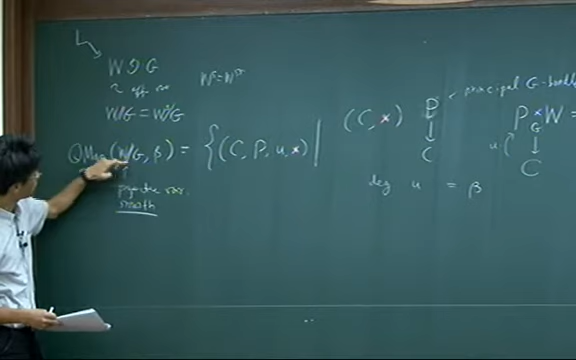 W ↺ G
W^s = W^ss
W//G = W^s/G
QMap(W//G, β) = { (C, P, u, x) |
projective var.
smooth
(C, x)
P ← principal G-bundle
↓
C
P ×_G W =
u ↓
C
deg u = β